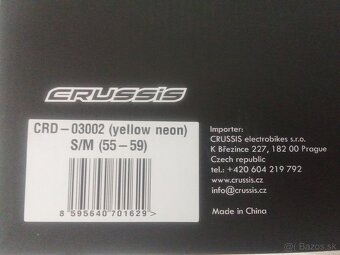 CRUSSIS
CRD-03002 (yellow neon)
S/M (55-59)
8 595640 701629 >
Importer:
CRUSSIS electrobikes s.r.o.
K Březince 227, 182 00 Prague
Czech republic
tel.: +420 604 219 792
www.crussis.cz
info@crussis.cz
Made in China
Bazoš.sk